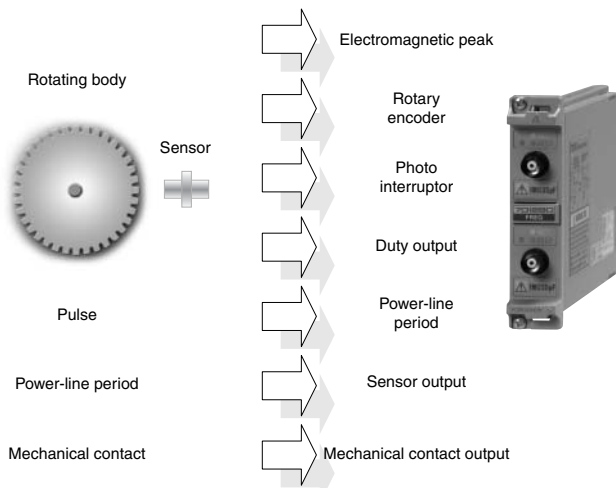 Electromagnetic peak
Rotating body
Rotary
encoder
Sensor
Photo
interruptor
FREQ
Duty output
Pulse
Power-line
period
Power-line period
Sensor output
Mechanical contact
Mechanical contact output